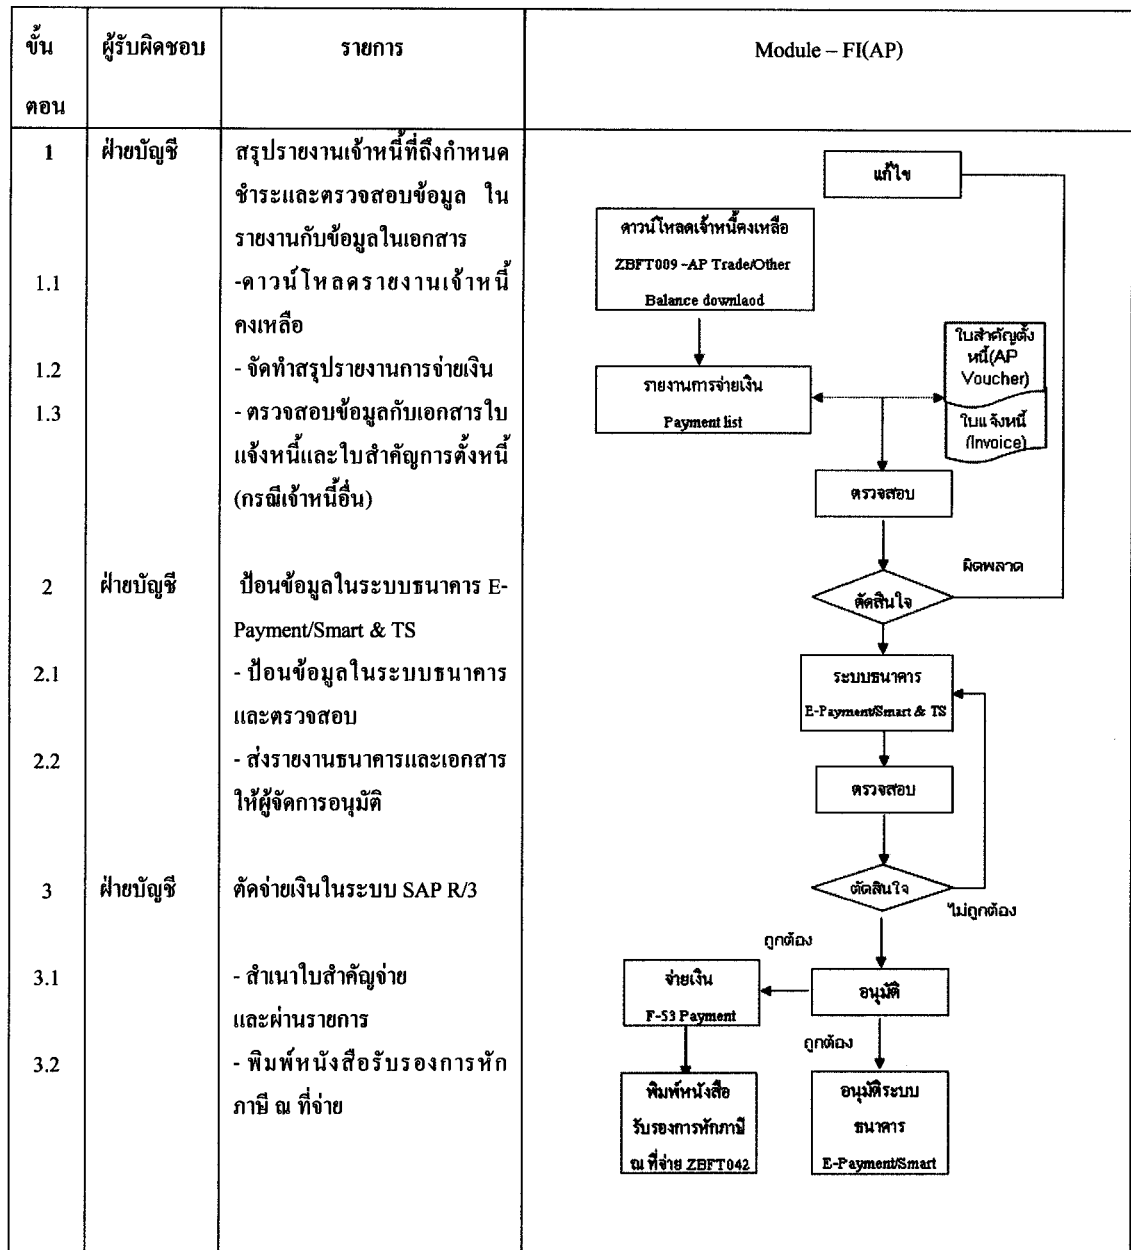 ขั้น
ตอน
ผู้รับผิดชอบ
รายการ
Module – FI(AP)
1
ฝ่ายบัญชี
สรุปรายงานเจ้าหนี้ที่ถึงกำหนด
ชำระและตรวจสอบข้อมูล ใน
รายงานกับข้อมูลในเอกสาร
1.1
-ดาวน์โหลดรายงานเจ้าหนี้
คงเหลือ
1.2
- จัดทำสรุปรายงานการจ่ายเงิน
1.3
- ตรวจสอบข้อมูลกับเอกสารใบ
แจ้งหนี้และใบสำคัญการตั้งหนี้
(กรณีเจ้าหนี้อื่น)
2
ฝ่ายบัญชี
ป้อนข้อมูลในระบบธนาคาร E-
Payment/Smart & TS
2.1
- ป้อนข้อมูลในระบบธนาคาร
และตรวจสอบ
2.2
- ส่งรายงานธนาคารและเอกสาร
ให้ผู้จัดการอนุมัติ
3
ฝ่ายบัญชี
ตัดจ่ายเงินในระบบ SAP R/3
3.1
- สำเนาใบสำคัญจ่าย
และผ่านรายการ
3.2
- พิมพ์หนังสือรับรองการหัก
ภาษี ณ ที่จ่าย
แก้ไข
ดาวน์โหลดเจ้าหนี้คงเหลือ
ZBFT009 -AP Trade/Other
Balance downlaod
รายงานการจ่ายเงิน
Payment list
ใบสำคัญตั้ง
หนี้(AP
Voucher)
ใบแจ้งหนี้
(Invoice)
ตรวจสอบ
ผิดพลาด
ตัดสินใจ
ระบบธนาคาร
E-Payment/Smart & TS
ตรวจสอบ
ตัดสินใจ
ไม่ถูกต้อง
ถูกต้อง
จ่ายเงิน
F-53 Payment
อนุมัติ
ถูกต้อง
พิมพ์หนังสือ
รับรองการหักภาษี
ณ ที่จ่าย ZBFT042
อนุมัติระบบ
ธนาคาร
E-Payment/Smart